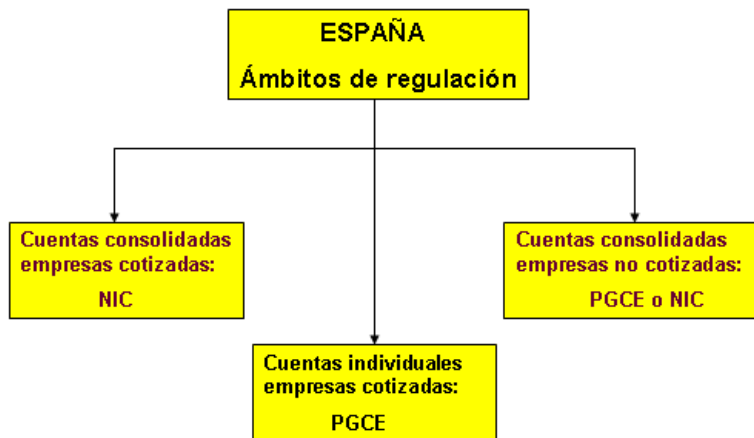 ESPAÑA
Ámbitos de regulación
Cuentas consolidadas
empresas cotizadas:
NIC
Cuentas consolidadas
empresas no cotizadas:
PGCE o NIC
Cuentas individuales
empresas cotizadas:
PGCE